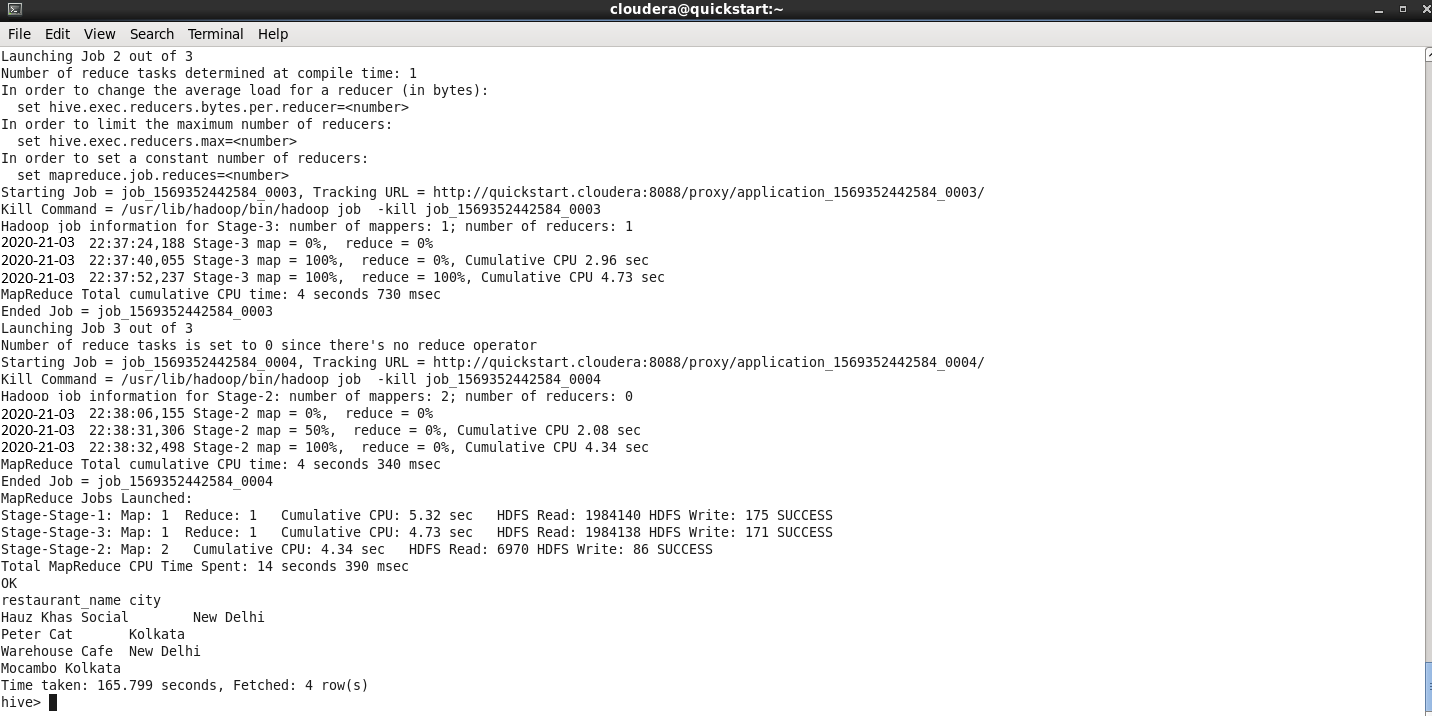 cloudera@quickstart:~
File Edit View Search Terminal Help
Launching Job 2 out of 3
Number of reduce tasks determined at compile time: 1
In order to change the average load for a reducer (in bytes):
  set hive.exec.reducers.bytes.per.reducer=<number>
In order to limit the maximum number of reducers:
  set hive.exec.reducers.max=<number>
In order to set a constant number of reducers:
  set mapreduce.job.reduces=<number>
Starting Job = job_1569352442584_0003, Tracking URL = http://quickstart.cloudera:8088/proxy/application_1569352442584_0003/
Kill Command = /usr/lib/hadoop/bin/hadoop job  -kill job_1569352442584_0003
Hadoop job information for Stage-3: number of mappers: 1; number of reducers: 1
2020-21-03 22:37:24,188 Stage-3 map = 0%,  reduce = 0%
2020-21-03 22:37:40,055 Stage-3 map = 100%,  reduce = 0%, Cumulative CPU 2.96 sec
2020-21-03 22:37:52,237 Stage-3 map = 100%,  reduce = 100%, Cumulative CPU 4.73 sec
MapReduce Total cumulative CPU time: 4 seconds 730 msec
Ended Job = job_1569352442584_0003
Launching Job 3 out of 3
Number of reduce tasks is set to 0 since there's no reduce operator
Starting Job = job_1569352442584_0004, Tracking URL = http://quickstart.cloudera:8088/proxy/application_1569352442584_0004/
Kill Command = /usr/lib/hadoop/bin/hadoop job  -kill job_1569352442584_0004
Hadoop job information for Stage-2: number of mappers: 2; number of reducers: 0
2020-21-03 22:38:06,155 Stage-2 map = 0%,  reduce = 0%
2020-21-03 22:38:31,306 Stage-2 map = 50%,  reduce = 0%, Cumulative CPU 2.08 sec
2020-21-03 22:38:32,498 Stage-2 map = 100%,  reduce = 0%, Cumulative CPU 4.34 sec
MapReduce Total cumulative CPU time: 4 seconds 340 msec
Ended Job = job_1569352442584_0004
MapReduce Jobs Launched:
Stage-Stage-1: Map: 1  Reduce: 1   Cumulative CPU: 5.32 sec   HDFS Read: 1984140 HDFS Write: 175 SUCCESS
Stage-Stage-3: Map: 1  Reduce: 1   Cumulative CPU: 4.73 sec   HDFS Read: 1984138 HDFS Write: 171 SUCCESS
Stage-Stage-2: Map: 2   Cumulative CPU: 4.34 sec   HDFS Read: 6970 HDFS Write: 86 SUCCESS
Total MapReduce CPU Time Spent: 14 seconds 390 msec
OK
restaurant_name city
Hauz Khas Social        New Delhi
Peter Cat       Kolkata
Warehouse Cafe  New Delhi
Mocambo Kolkata
Time taken: 165.799 seconds, Fetched: 4 row(s)
hive>